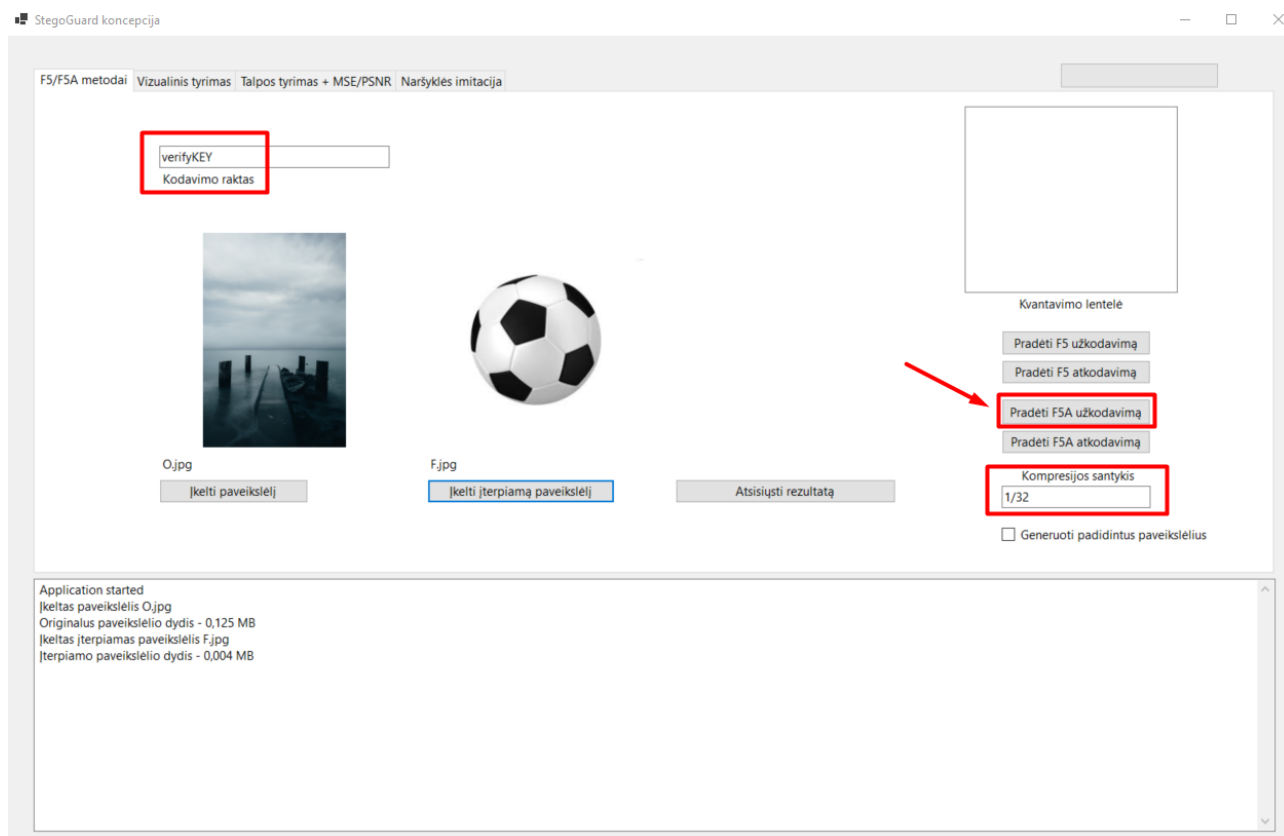 StegoGuard koncepcija
F5/F5A metodai Vizualinis tyrimas Talpos tyrimas + MSE/PSNR Naršyklės imitacija
verifyKEY
Kodavimo raktas
Kvantavimo lentelė
Pradėti F5 užkodavimą
Pradėti F5 atkodavimą
Pradėti F5A užkodavimą
Pradėti F5A atkodavimą
O.jpg
F.jpg
Įkelti paveikslėlį
Įkelti įterpiamą paveikslėlį
Atsisiųsti rezultatą
Kompresijos santykis
1/32
Generuoti padidintus paveikslėlius
Application started
Įkeltas paveikslėlis O.jpg
Originalus paveikslėlio dydis - 0,125 MB
Įkeltas įterpiamas paveikslėlis F.jpg
Įterpiamo paveikslėlio dydis - 0,004 MB